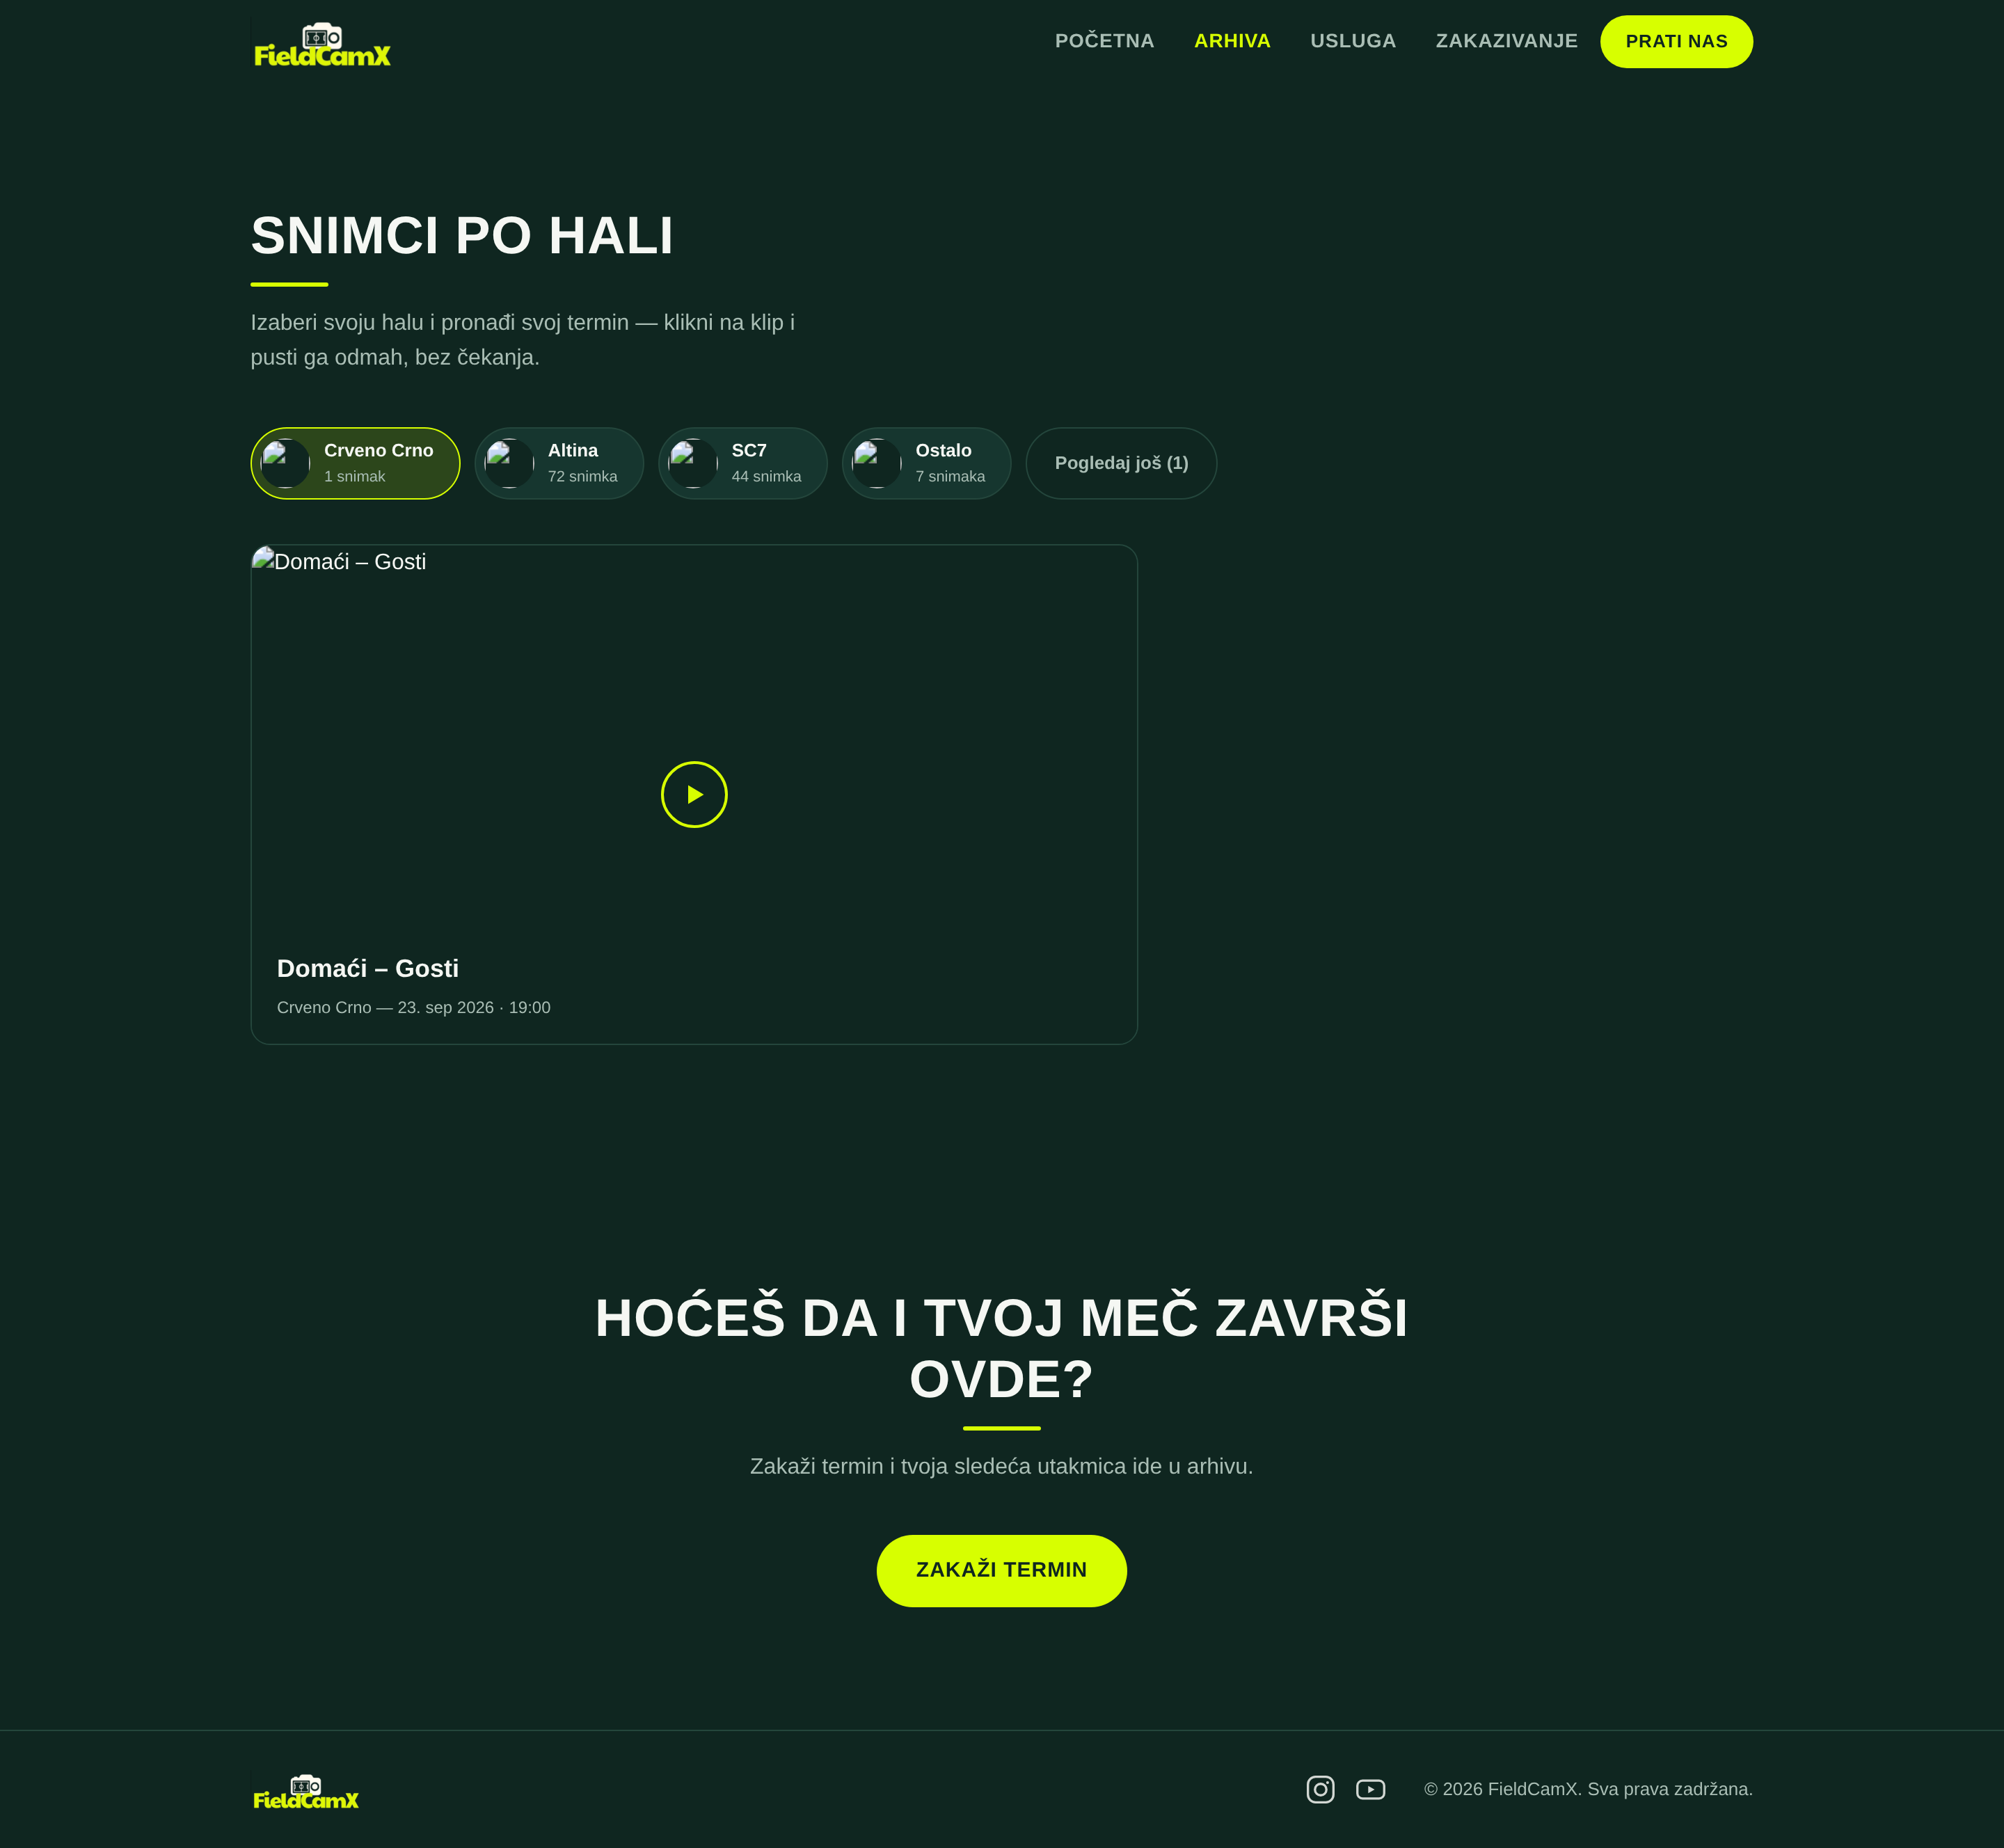 FieldCamX
POČETNA
ARHIVA
USLUGA
ZAKAZIVANJE
PRATI NAS
SNIMCI PO HALI
Izaberi svoju halu i pronađi svoj termin — klikni na klip i
pusti ga odmah, bez čekanja.
Crveno Crno
1 snimak
Altina
72 snimka
SC7
44 snimka
Ostalo
7 snimaka
Pogledaj još (1)
Domaći – Gosti
Domaći – Gosti
Crveno Crno — 23. sep 2026 · 19:00
HOĆEŠ DA I TVOJ MEČ ZAVRŠI
OVDE?
Zakaži termin i tvoja sledeća utakmica ide u arhivu.
ZAKAŽI TERMIN
FieldCamX
© 2026 FieldCamX. Sva prava zadržana.